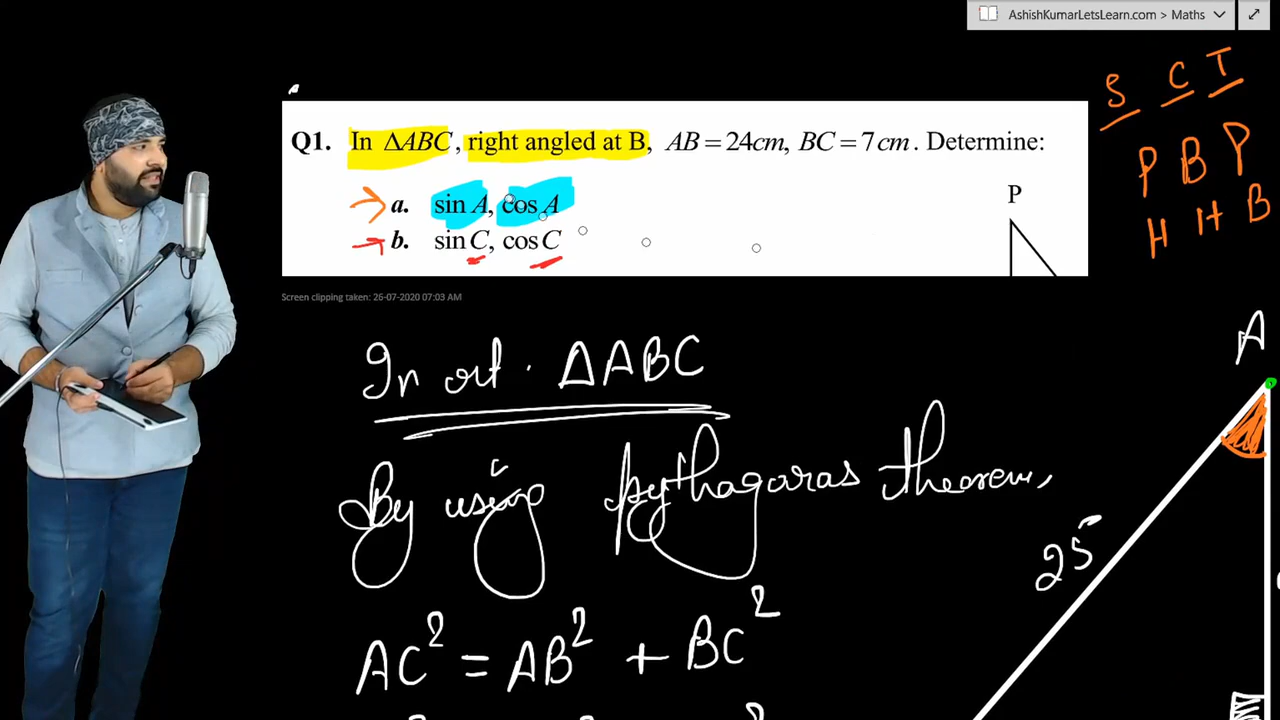 AshishKumarLetsLearn.com > Maths
S C T
P B P
H H B
Q1. In ΔABC, right angled at B, AB = 24cm, BC = 7cm. Determine:
a. sin A, cos A
b. sin C, cos C
P
Screen clipping taken: 26-07-2020 07:03 AM
In rt. ΔABC
By using pythagoras theorem,
AC² = AB² + BC²
A
25